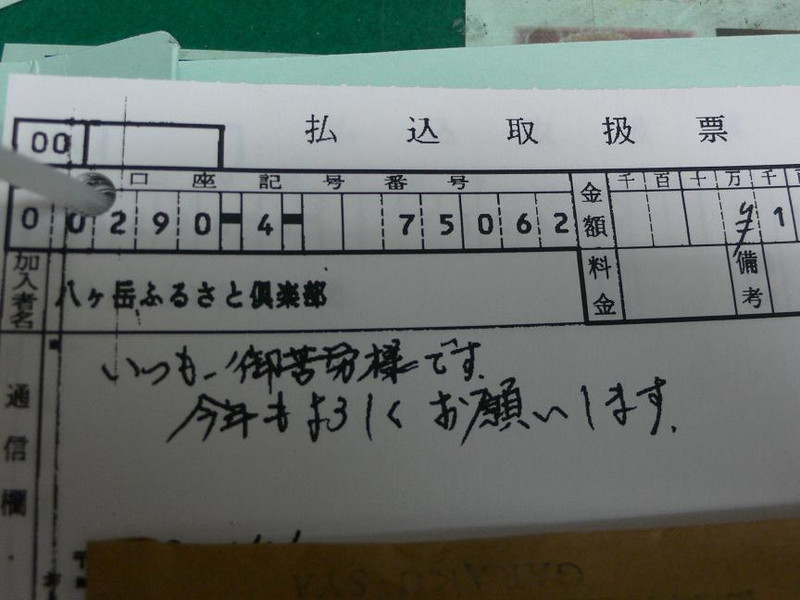 払込取扱票
00
口座記号番号
00290-4-75062
金額
千百十万千百
¥1
加入者名
八ヶ岳ふるさと倶楽部
料金
備考
通信欄
いつも御苦労様です。
今年もよろしくお願いします。